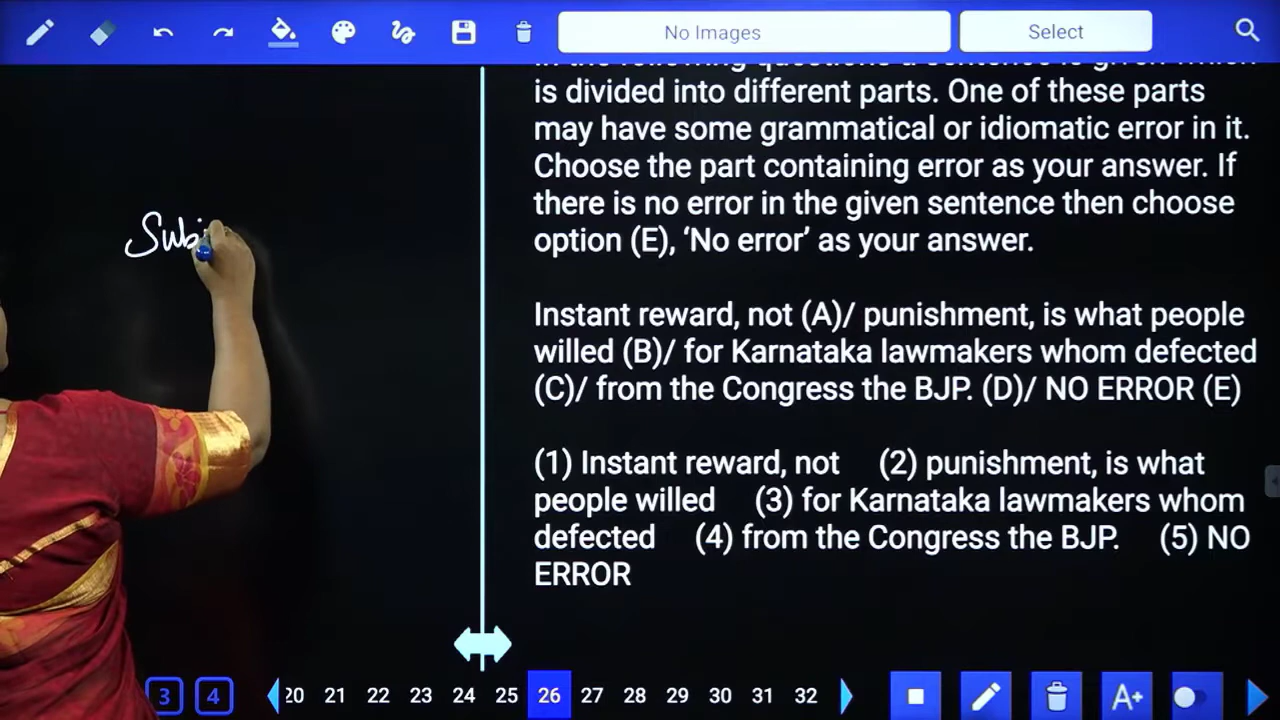 No Images
Select
is divided into different parts. One of these parts
may have some grammatical or idiomatic error in it.
Choose the part containing error as your answer. If
there is no error in the given sentence then choose
option (E), ‘No error’ as your answer.
Instant reward, not (A)/ punishment, is what people
willed (B)/ for Karnataka lawmakers whom defected
(C)/ from the Congress the BJP. (D)/ NO ERROR (E)
(1) Instant reward, not (2) punishment, is what
people willed (3) for Karnataka lawmakers whom
defected (4) from the Congress the BJP. (5) NO
ERROR
Subj
3 4 20 21 22 23 24 25 26 27 28 29 30 31 32 A+